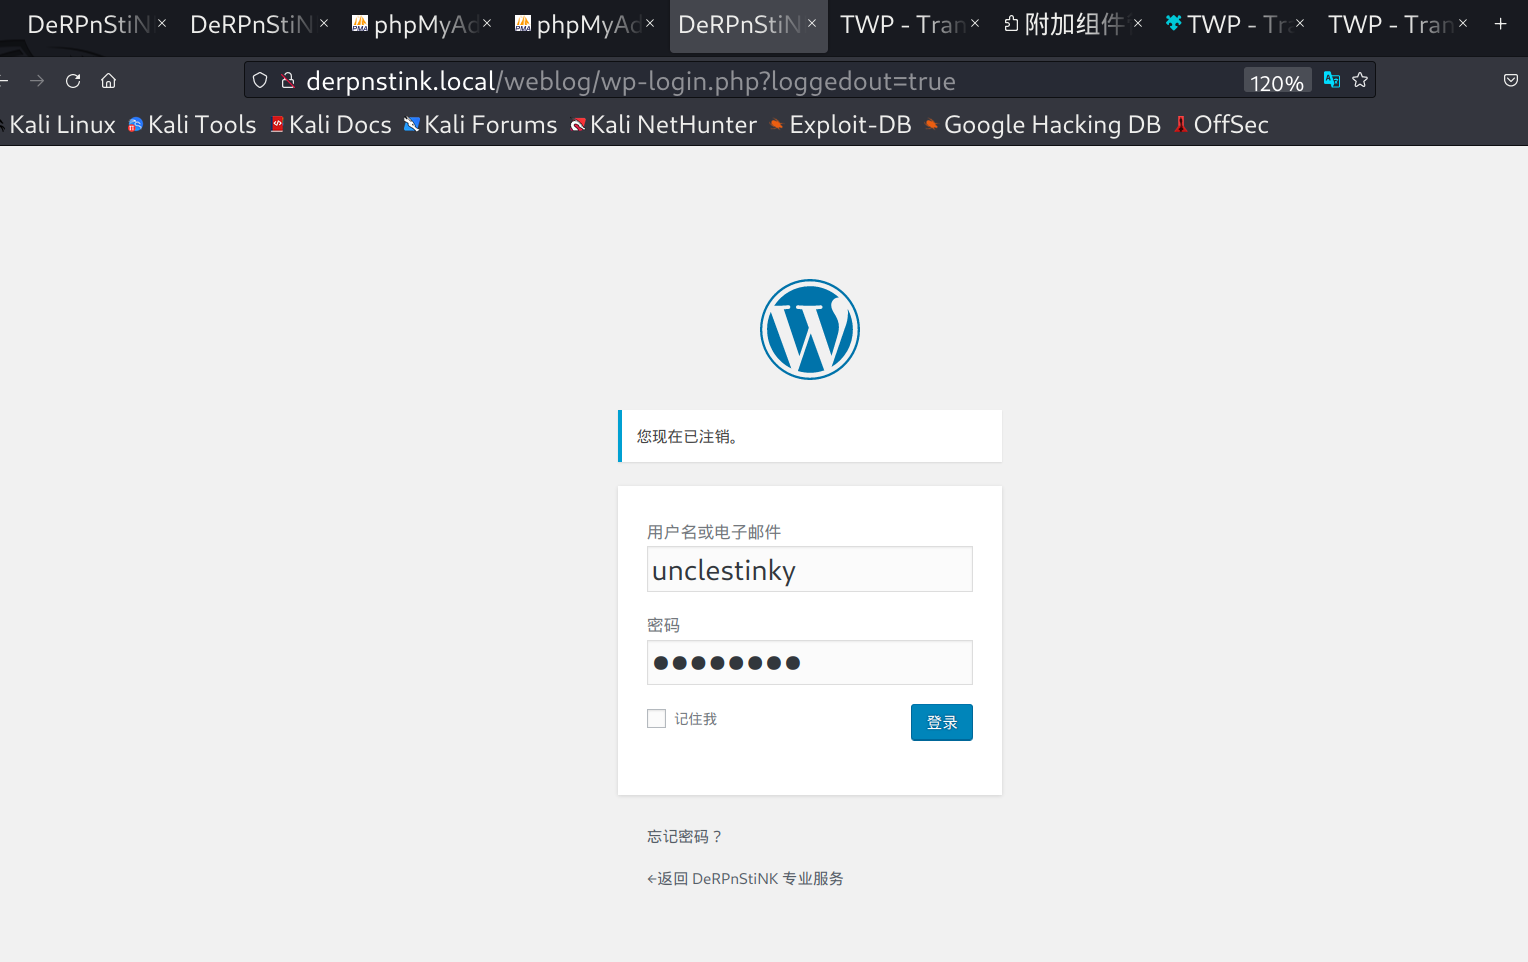 DeRPnStiN DeRPnStiN phpMyAd phpMyAd DeRPnStiN TWP - Tran 附加组件 TWP - Tra TWP - Tran
derpnstink.local/weblog/wp-login.php?loggedout=true 120%
Kali Linux Kali Tools Kali Docs Kali Forums Kali NetHunter Exploit-DB Google Hacking DB OffSec
您现在已注销。
用户名或电子邮件
unclestinky
密码
记住我 登录
忘记密码？
←返回 DeRPnStiNK 专业服务